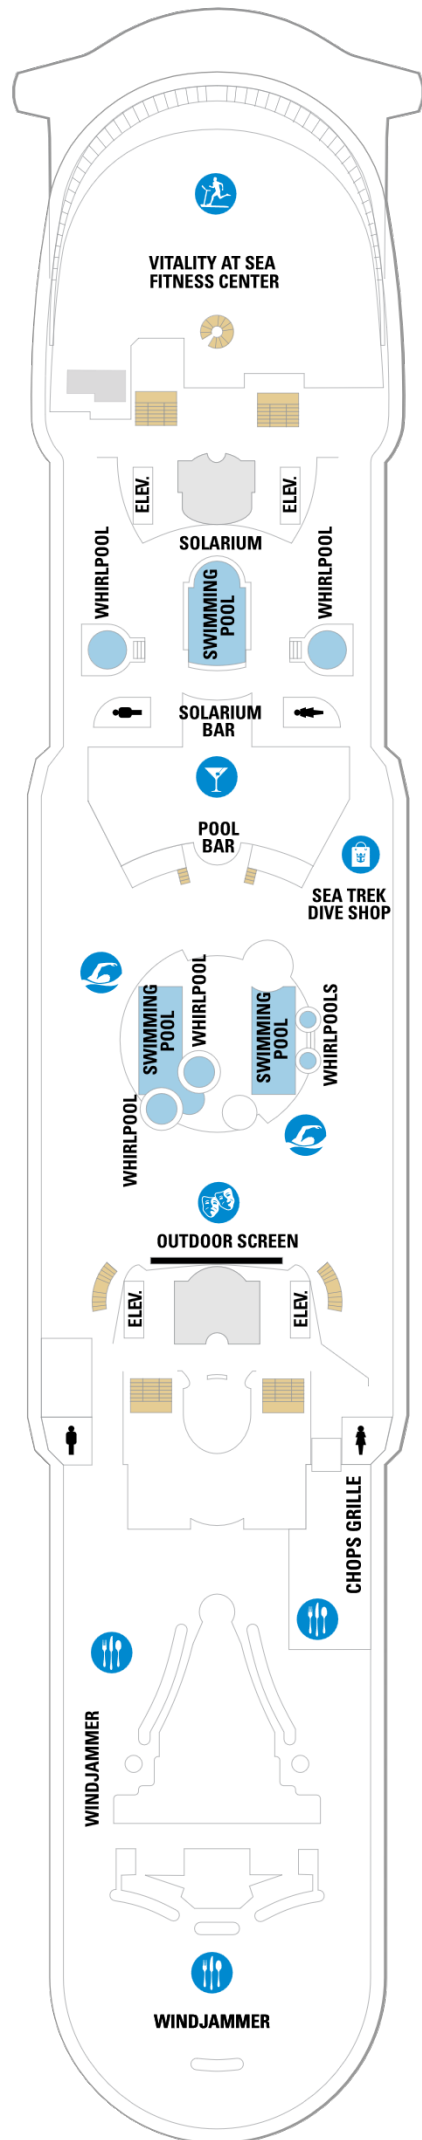 VITALITY AT SEA
FITNESS CENTER
ELEV.
ELEV.
SOLARIUM
WHIRLPOOL
SWIMMING
POOL
WHIRLPOOL
SOLARIUM
BAR
POOL
BAR
SEA TREK
DIVE SHOP
SWIMMING
POOL
WHIRLPOOL
SWIMMING
POOL
WHIRLPOOLS
WHIRLPOOL
OUTDOOR SCREEN
ELEV.
ELEV.
CHOPS GRILLE
WINDJAMMER
WINDJAMMER